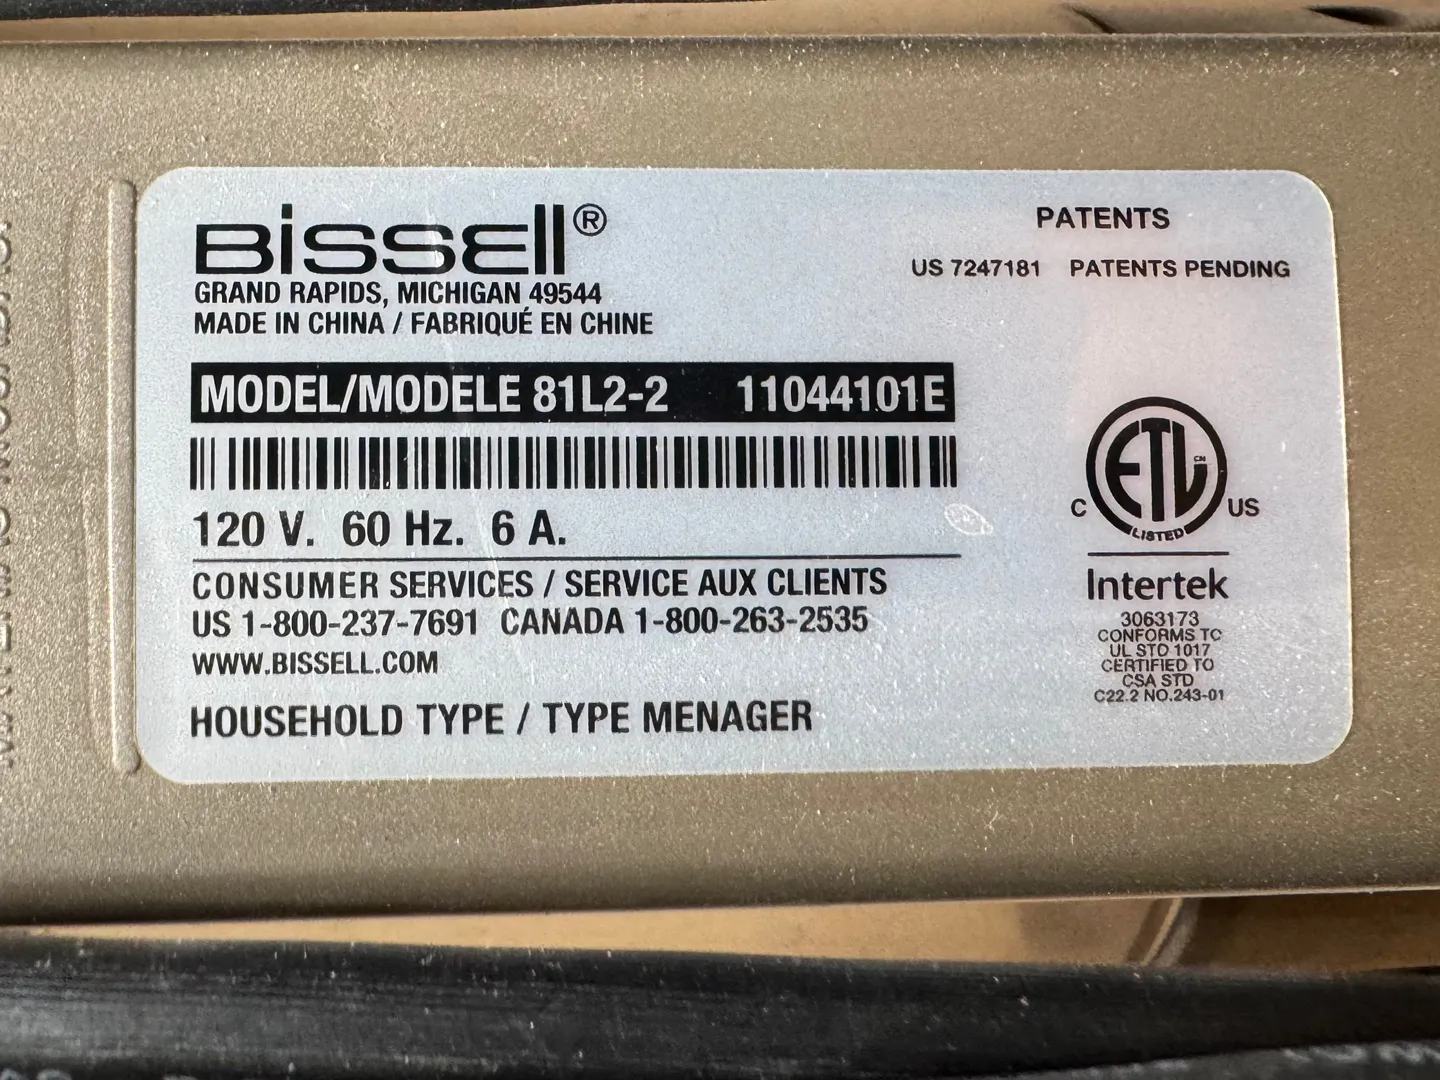 BISSELL®
GRAND RAPIDS, MICHIGAN 49544
MADE IN CHINA / FABRIQUÉ EN CHINE
MODEL/MODELE 81L2-2 11044101E
120 V. 60 Hz. 6 A.
CONSUMER SERVICES / SERVICE AUX CLIENTS
US 1-800-237-7691 CANADA 1-800-263-2535
WWW.BISSELL.COM
HOUSEHOLD TYPE / TYPE MENAGER
PATENTS
US 7247181 PATENTS PENDING
C ETL CM US
LISTED
Intertek
3063173
CONFORMS TO
UL STD 1017
CERTIFIED TO
CSA STD
C22.2 NO.243-01